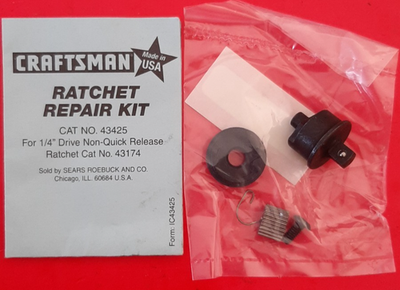 CRAFTSMAN
Made in
USA
RATCHET
REPAIR KIT
CAT NO. 43425
For 1/4" Drive Non-Quick Release
Ratchet Cat No. 43174
Sold by SEARS ROEBUCK AND CO.
Chicago, ILL. 60684 U.S.A.
Form: IC43425